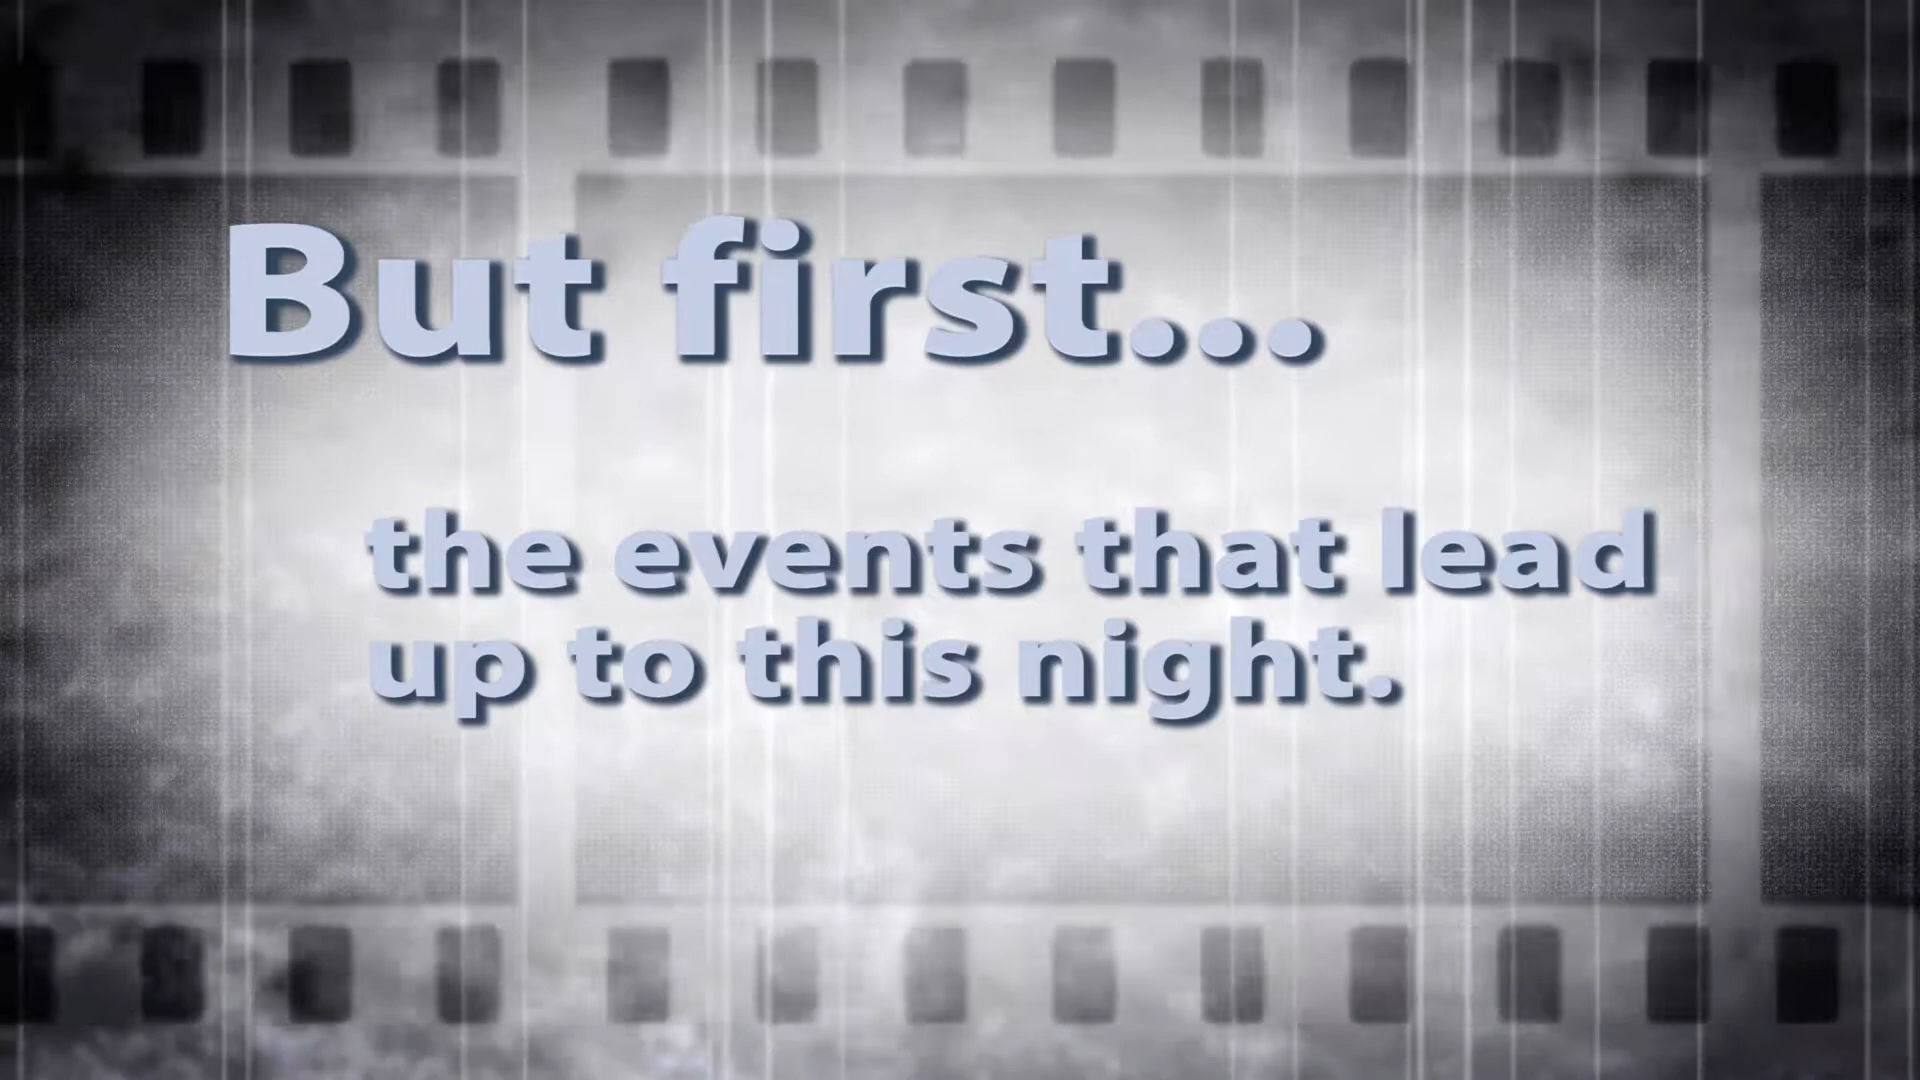 But first...
the events that lead
up to this night.